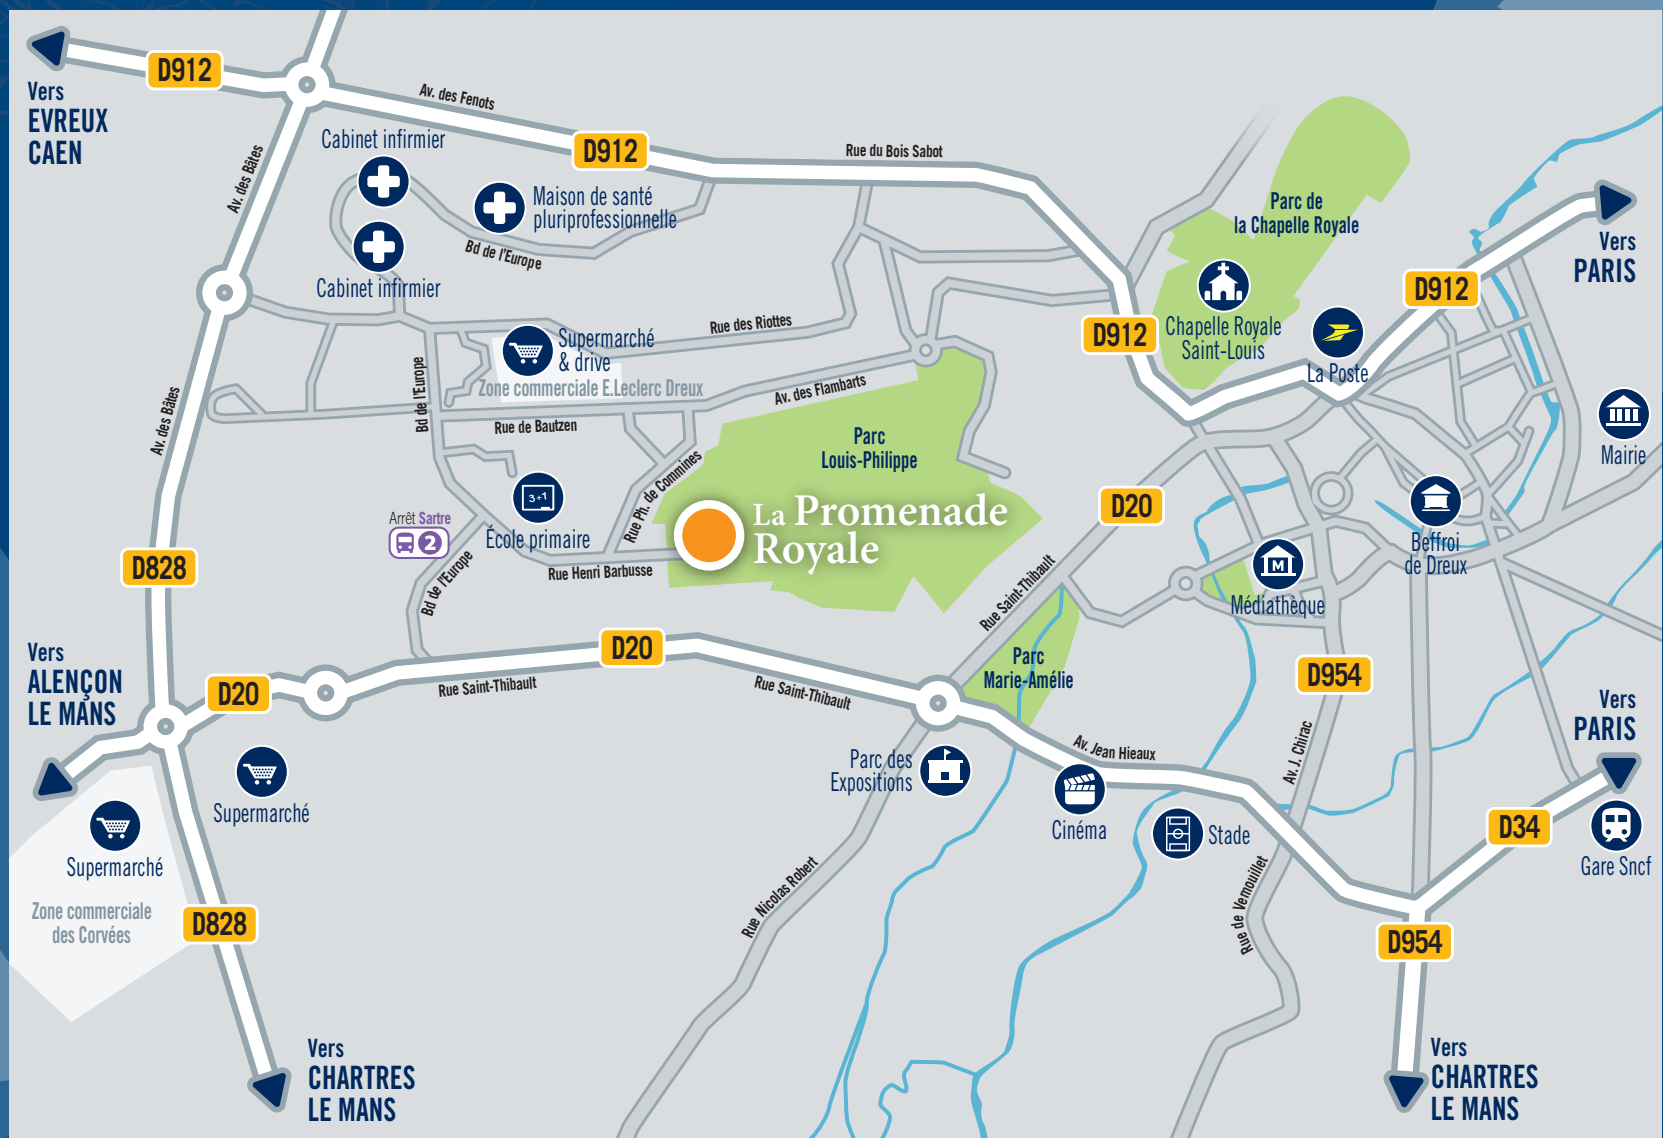 D912
Vers
EVREUX
CAEN
Av. des Fenots
Cabinet infirmier
D912
Rue du Bois Sabot
Av. des Bâtes
Maison de santé
pluriprofessionnelle
Bd de l'Europe
Cabinet infirmier
Parc de
la Chapelle Royale
Vers
PARIS
D912
Chapelle Royale
Saint-Louis
D912
La Poste
Rue des Riottes
Supermarché
& drive
Zone commerciale E.Leclerc Dreux
Bd de l'Europe
Av. des Flambarts
Av. des Bâtes
Rue de Bautzen
Parc
Louis-Philippe
Mairie
Rue Ph. de Commines
3+1
École primaire
Arrêt Sartre
2
La Promenade
Royale
D20
Beffroi
de Dreux
M
Médiathèque
D828
Bd de l'Europe
Rue Henri Barbusse
Rue Saint-Thibault
Vers
ALENÇON
LE MANS
D20
D20
Rue Saint-Thibault
Rue Saint-Thibault
Parc
Marie-Amélie
D954
Vers
PARIS
Av. J. Chirac
Av. Jean Hieaux
Parc des
Expositions
Cinéma
Stade
D34
Gare Sncf
Supermarché
Supermarché
Zone commerciale
des Corvées
D828
Rue Nicolas Robert
Rue de Vernouillet
D954
Vers
CHARTRES
LE MANS
Vers
CHARTRES
LE MANS